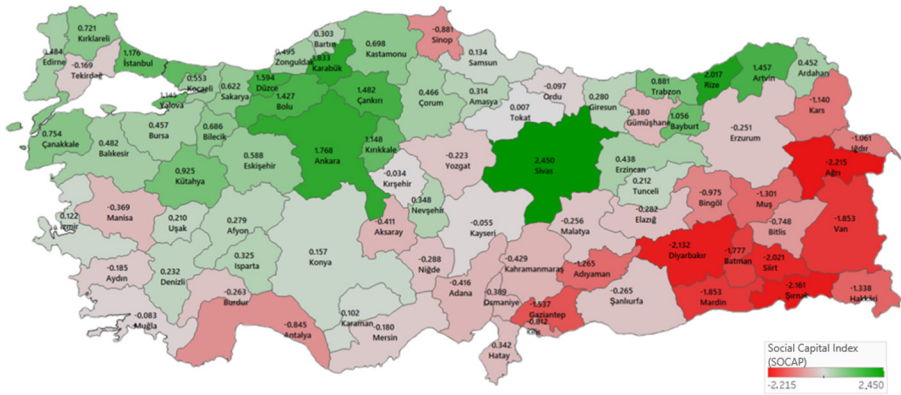 0.721
Kırklareli
0.484
Edirne
-0.169
Tekirdağ
1.176
İstanbul
0.553
Kocaeli
1.145
Yalova
0.622
Sakarya
0.495
Zonguldak
0.303
Bartın
1.833
Karabük
0.698
Kastamonu
-0.881
Sinop
0.134
Samsun
1.594
Düzce
1.427
Bolu
1.482
Çankırı
0.466
Çorum
0.314
Amasya
0.007
Tokat
-0.097
Ordu
0.280
Giresun
0.881
Trabzon
2.017
Rize
1.457
Artvin
0.452
Ardahan
-0.380
Gümüşhane
1.056
Bayburt
-1.140
Kars
-1.061
Iğdır
0.754
Çanakkale
0.482
Balıkesir
0.457
Bursa
0.686
Bilecik
0.588
Eskişehir
0.925
Kütahya
1.768
Ankara
1.148
Kırıkkale
-0.034
Kırşehir
-0.223
Yozgat
2.450
Sivas
0.438
Erzincan
0.212
Tunceli
-0.251
Erzurum
-2.215
Ağrı
-0.369
Manisa
0.122
İzmir
0.210
Uşak
0.279
Afyon
0.325
Isparta
0.157
Konya
-0.411
Aksaray
0.348
Nevşehir
-0.055
Kayseri
-0.256
Malatya
-0.282
Elazığ
-0.975
Bingöl
-1.301
Muş
-0.748
Bitlis
-1.853
Van
-0.185
Aydın
0.232
Denizli
-0.263
Burdur
-0.083
Muğla
-0.845
Antalya
0.102
Karaman
-0.180
Mersin
-0.288
Niğde
-0.416
Adana
-0.429
Kahramanmaraş
-0.389
Osmaniye
0.342
Hatay
-1.537
Gaziantep
-0.812
Kilis
-1.265
Adıyaman
-0.265
Şanlıurfa
-2.132
Diyarbakır
-1.777
Batman
-2.021
Siirt
-1.853
Mardin
-2.161
Şırnak
-1.338
Hakkari
Social Capital Index
(SOCAP)
-2.215
2,450